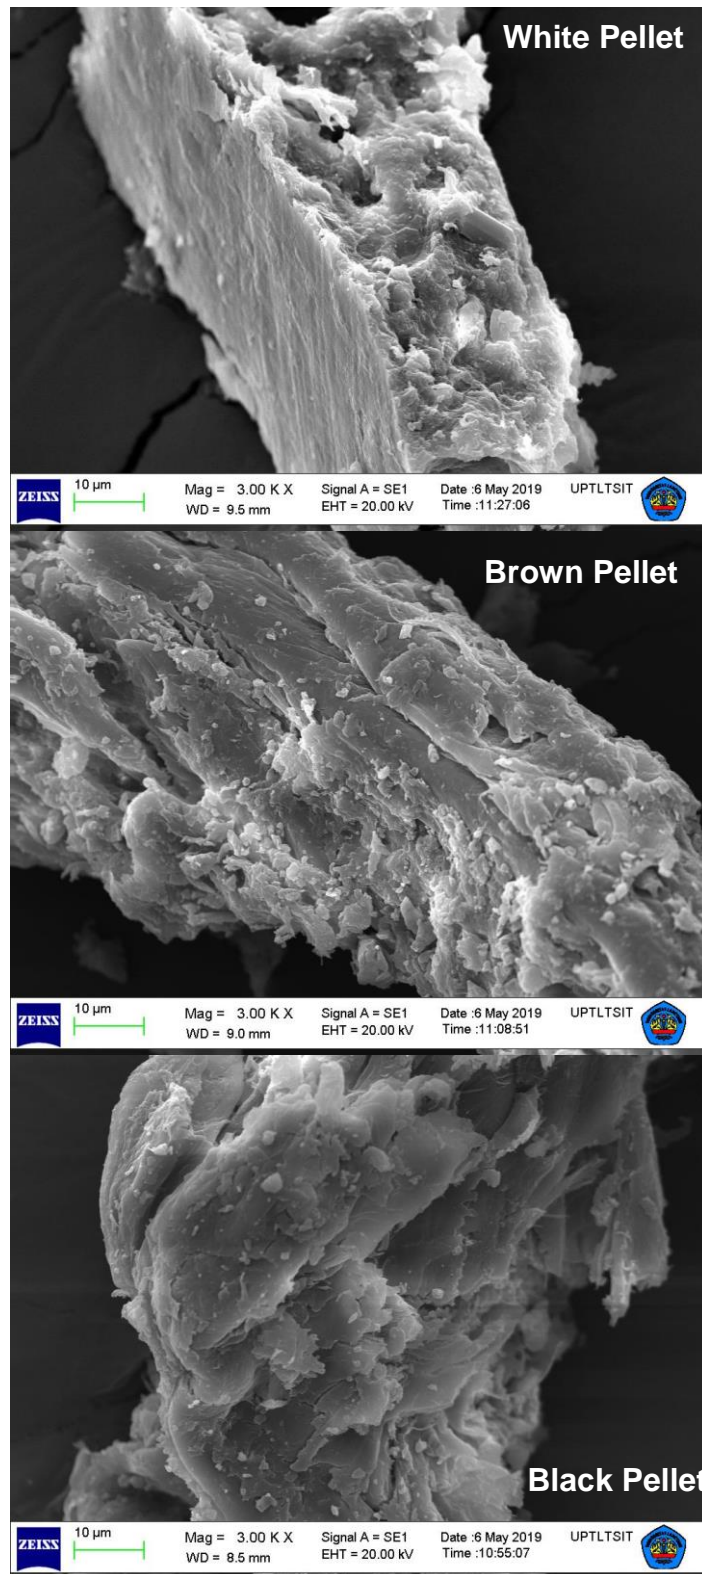 White Pellet
ZEISS
10 µm
Mag = 3.00 K X
WD = 9.5 mm
Signal A = SE1
EHT = 20.00 kV
Date :6 May 2019
Time :11:27:06
UPTLTSIT
Brown Pellet
ZEISS
10 µm
Mag = 3.00 K X
WD = 9.0 mm
Signal A = SE1
EHT = 20.00 kV
Date :6 May 2019
Time :11:08:51
UPTLTSIT
ZEISS
10 µm
Mag = 3.00 K X
WD = 8.5 mm
Signal A = SE1
EHT = 20.00 kV
Date :6 May 2019
Time :10:55:07
UPTLTSIT
Black Pellet